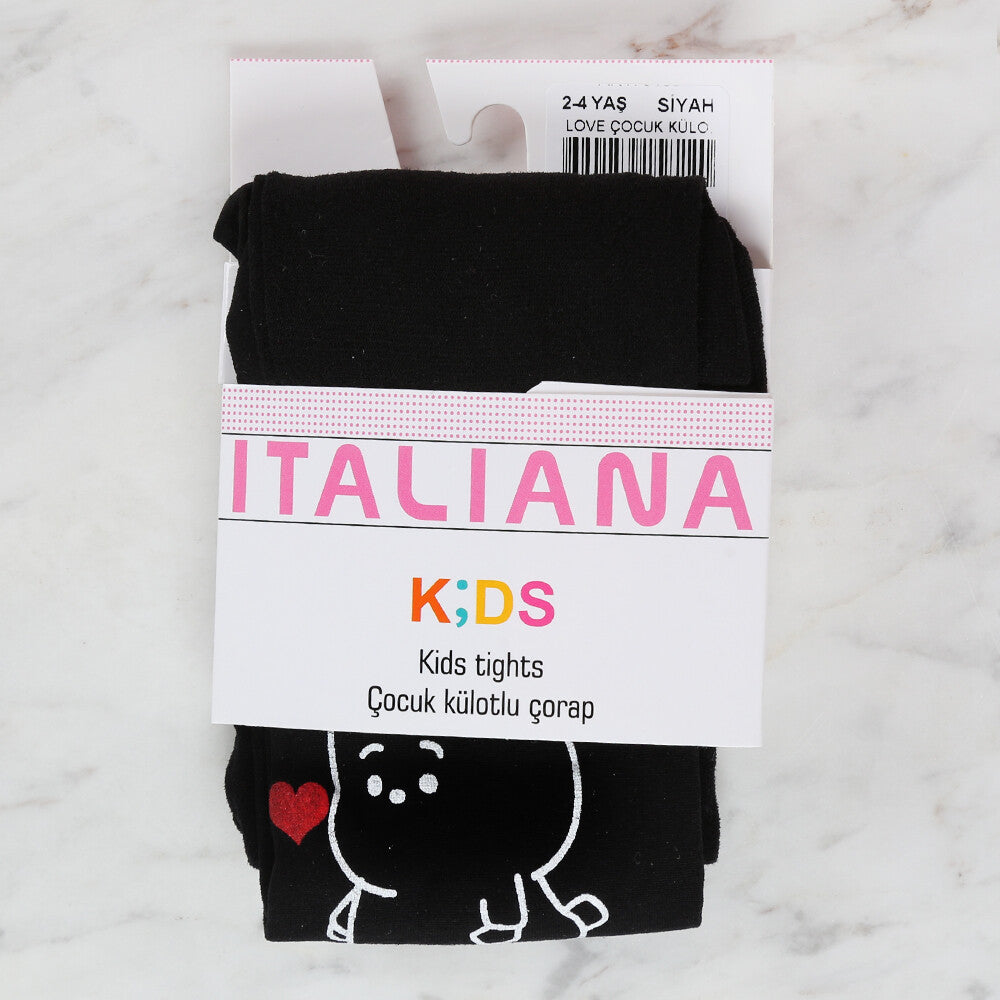 2-4 YAŞ SİYAH
LOVE ÇOCUK KÜLO
ITALIANA
K;DS
Kids tights
Çocuk külotlu çorap